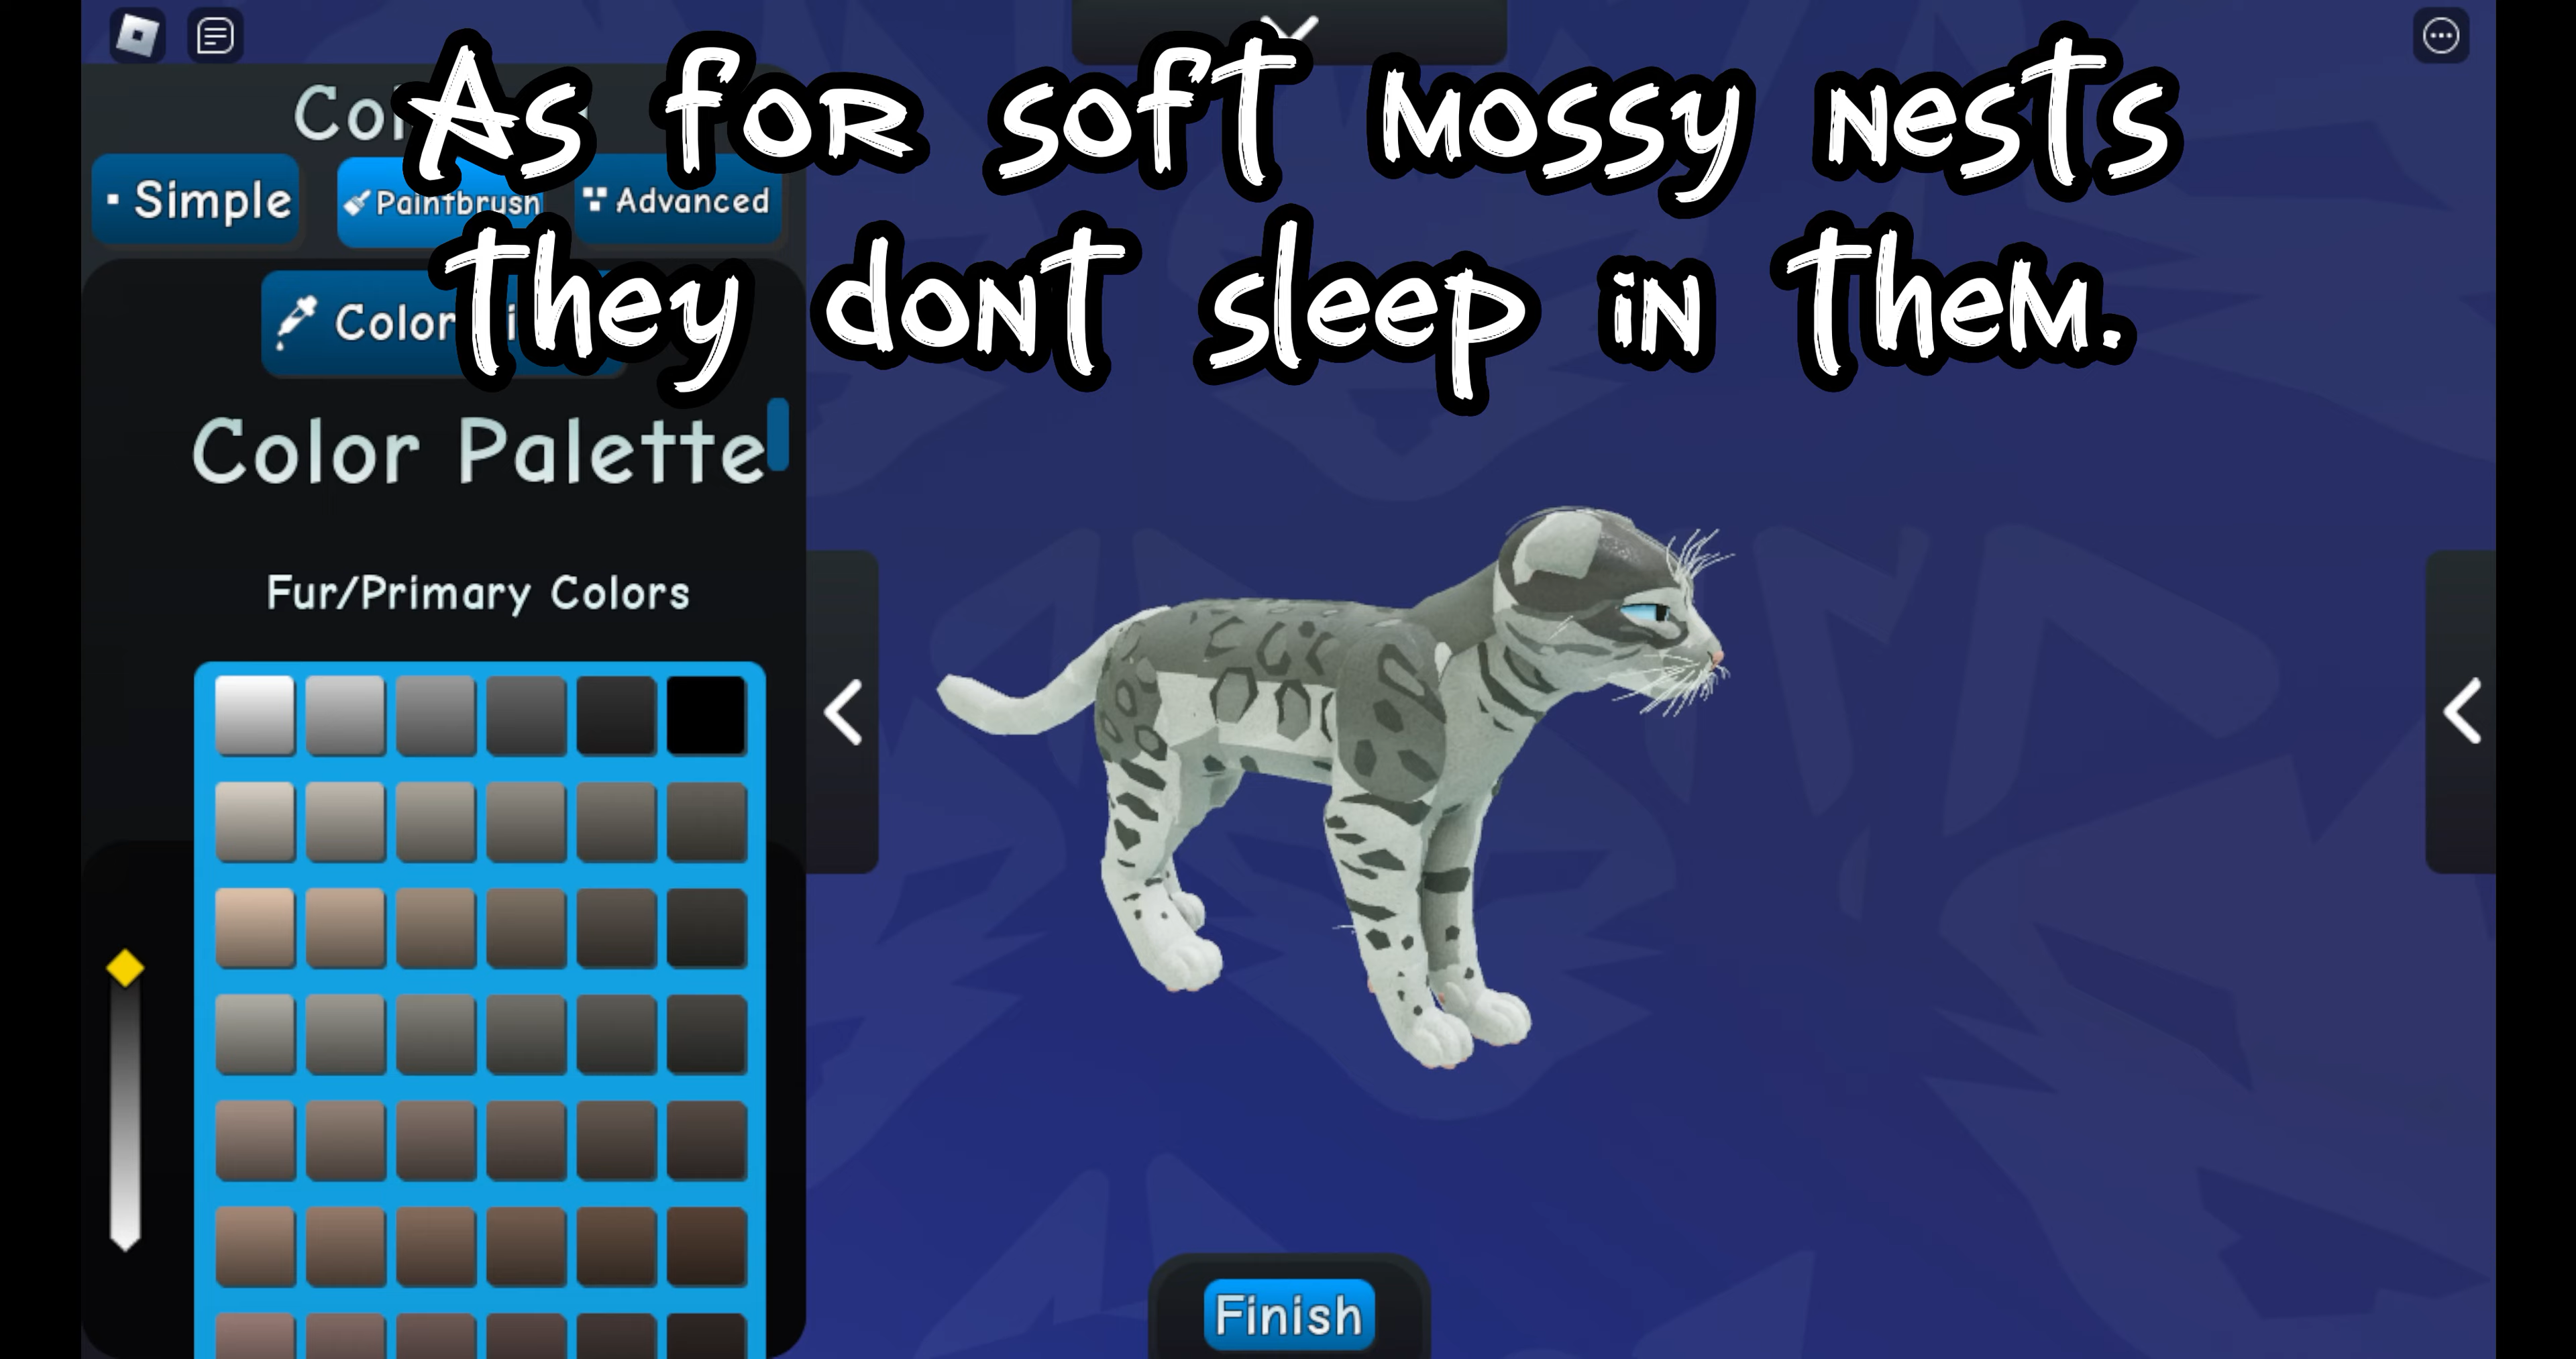 As for soft mossy nests
they dont sleep in them.
Simple
Paintbrush
Advanced
Color
Color Palette
Fur/Primary Colors
Finish